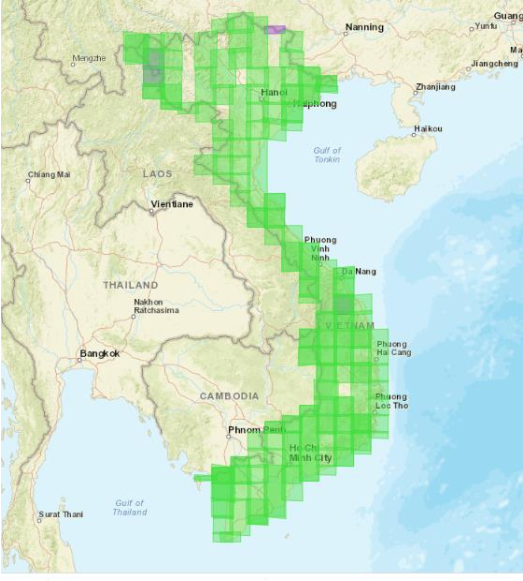 Guang
Nanning
Yunfu
Mengzhe
Ma
Jiangcheng
Hanoi
Zhanjiang
Haiphong
Haikou
Gulf of
Tonkin
LAOS
Chiang Mai
Vientiane
Phuong
Vinh
Ninh
Da Nang
THAILAND
Nakhon
Ratchasima
VIETNAM
Phuong
Hai Cang
Bangkok
CAMBODIA
Phuong
Loc Tho
Phnom Penh
Ho Chi
Minh City
Gulf of
Thailand
Surat Thani